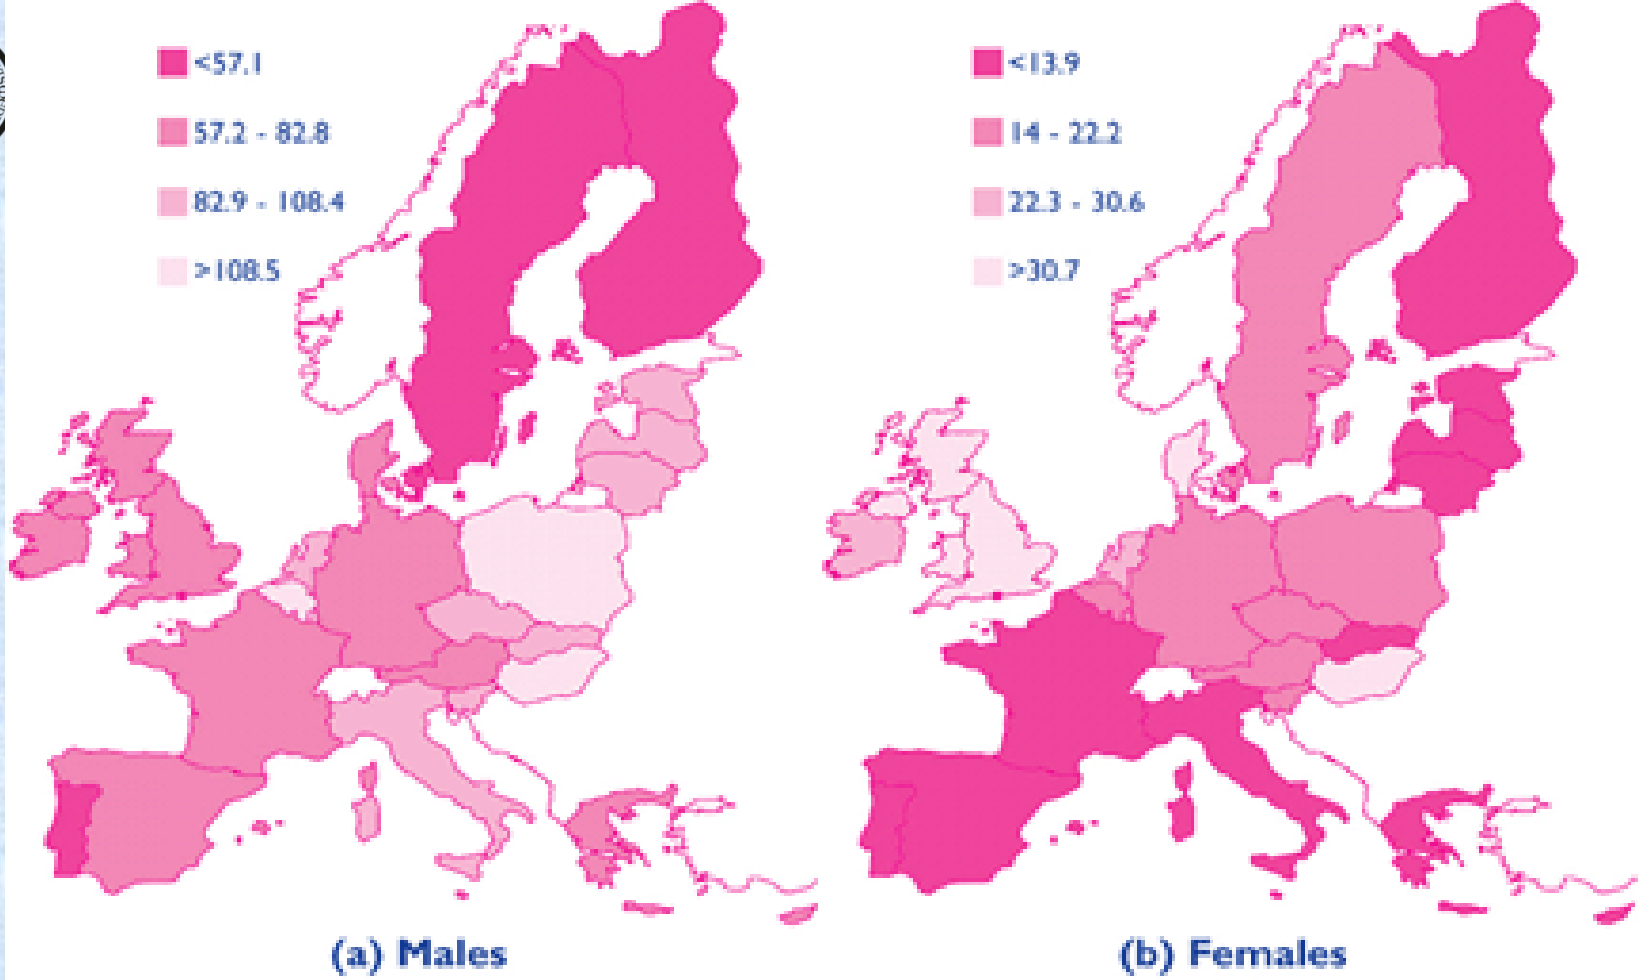 <57.1
57.2 - 82.8
82.9 - 108.4
>108.5
<13.9
14 - 22.2
22.3 - 30.6
>30.7
(a) Males
(b) Females